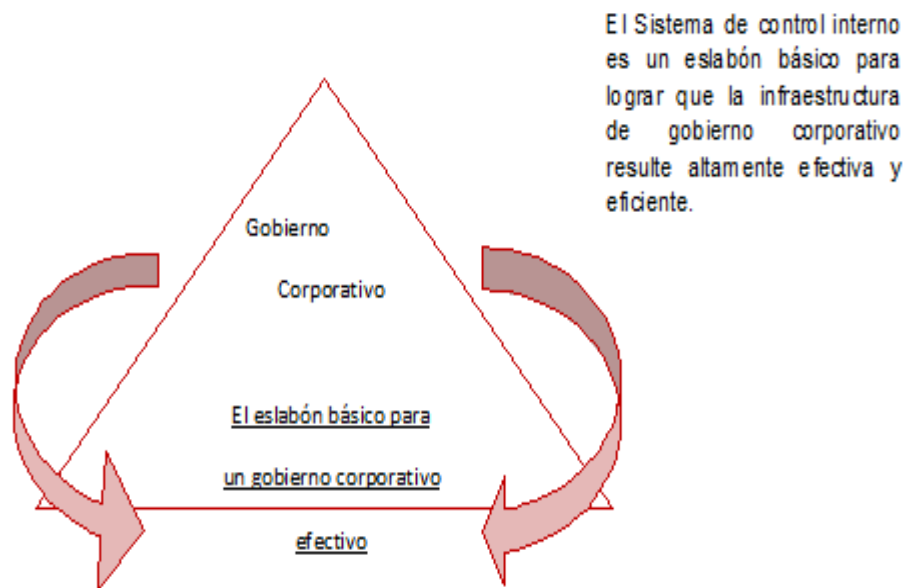 El Sistema de control interno
es un eslabón básico para
lograr que la infraestructura
de gobierno corporativo
resulte altamente efectiva y
eficiente.
Gobierno
Corporativo
El eslabón básico para
un gobierno corporativo
efectivo